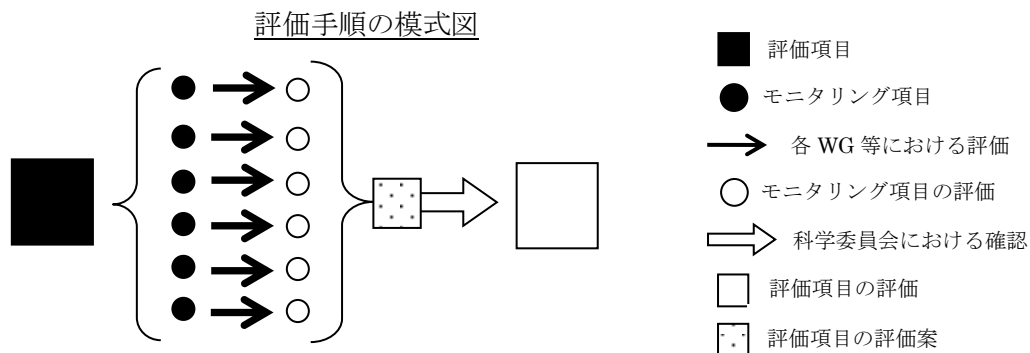 評価手順の模式図
評価項目
モニタリング項目
各 WG 等における評価
モニタリング項目の評価
科学委員会における確認
評価項目の評価
評価項目の評価案